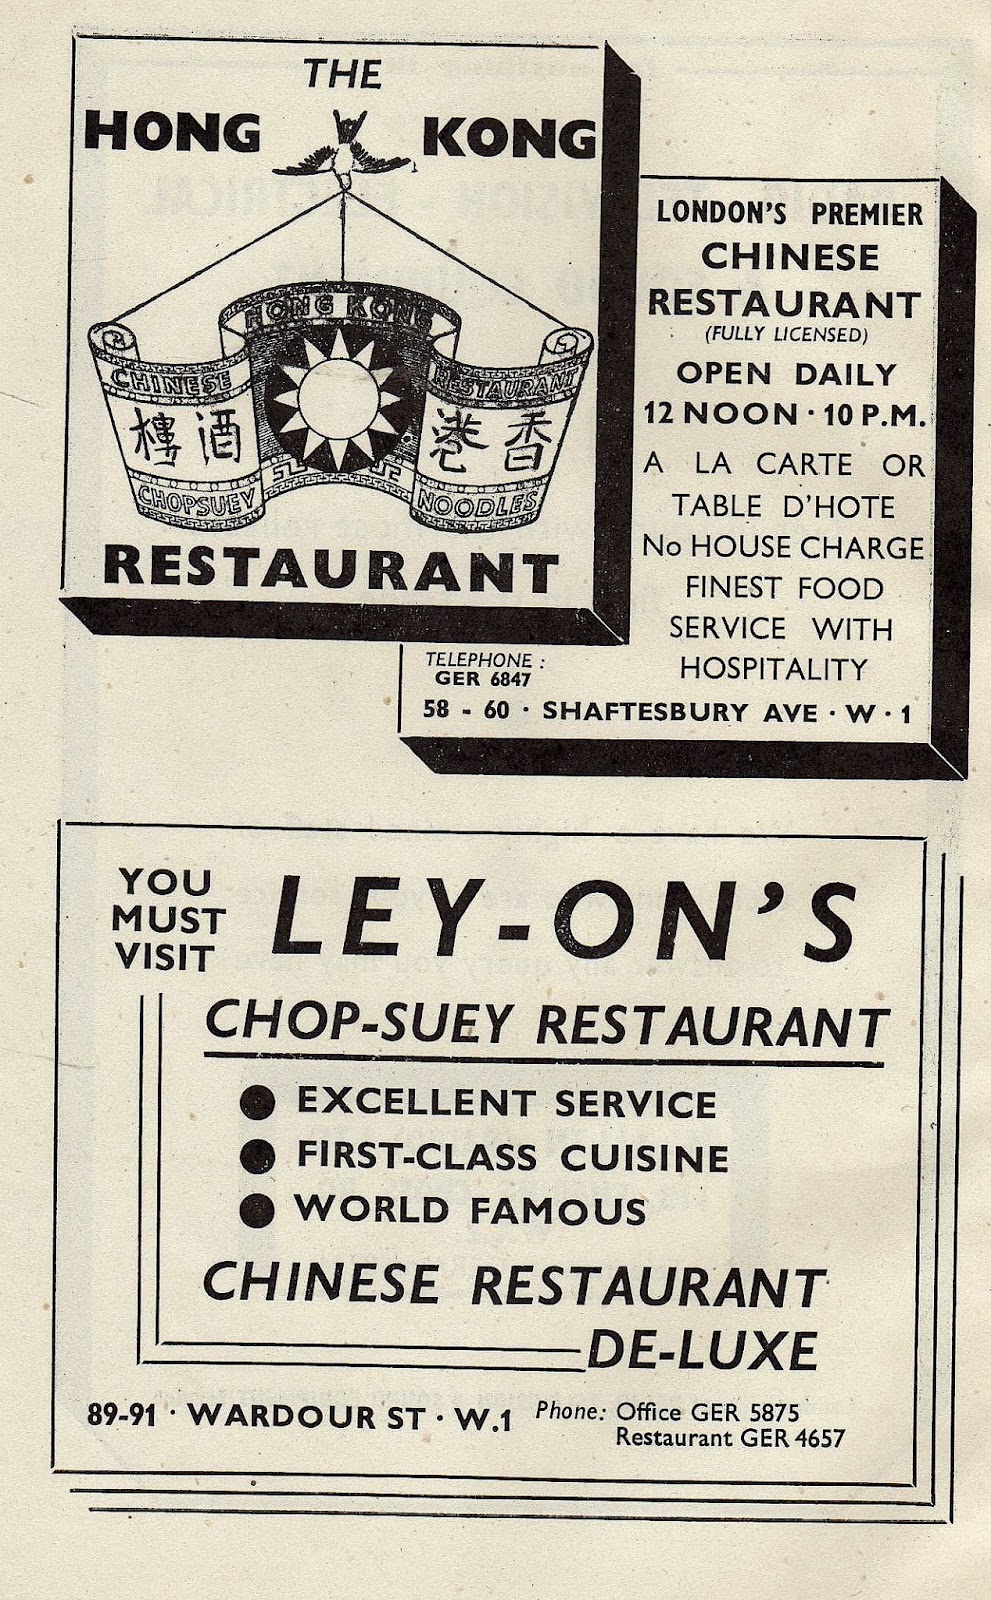 THE
HONG KONG
HONG KONG
CHINESE
RESTAURANT
樓酒 港香
CHOPSUEY
NOODLES
RESTAURANT
LONDON'S PREMIER
CHINESE
RESTAURANT
(FULLY LICENSED)
OPEN DAILY
12 NOON · 10 P.M.
A LA CARTE OR
TABLE D'HOTE
No HOUSE CHARGE
FINEST FOOD
SERVICE WITH
HOSPITALITY
TELEPHONE :
GER 6847
58 - 60 · SHAFTESBURY AVE · W · 1
YOU
MUST
VISIT
LEY-ON'S
CHOP-SUEY RESTAURANT
● EXCELLENT SERVICE
● FIRST-CLASS CUISINE
● WORLD FAMOUS
CHINESE RESTAURANT
DE-LUXE
89-91 · WARDOUR ST · W.1
Phone: Office GER 5875
Restaurant GER 4657